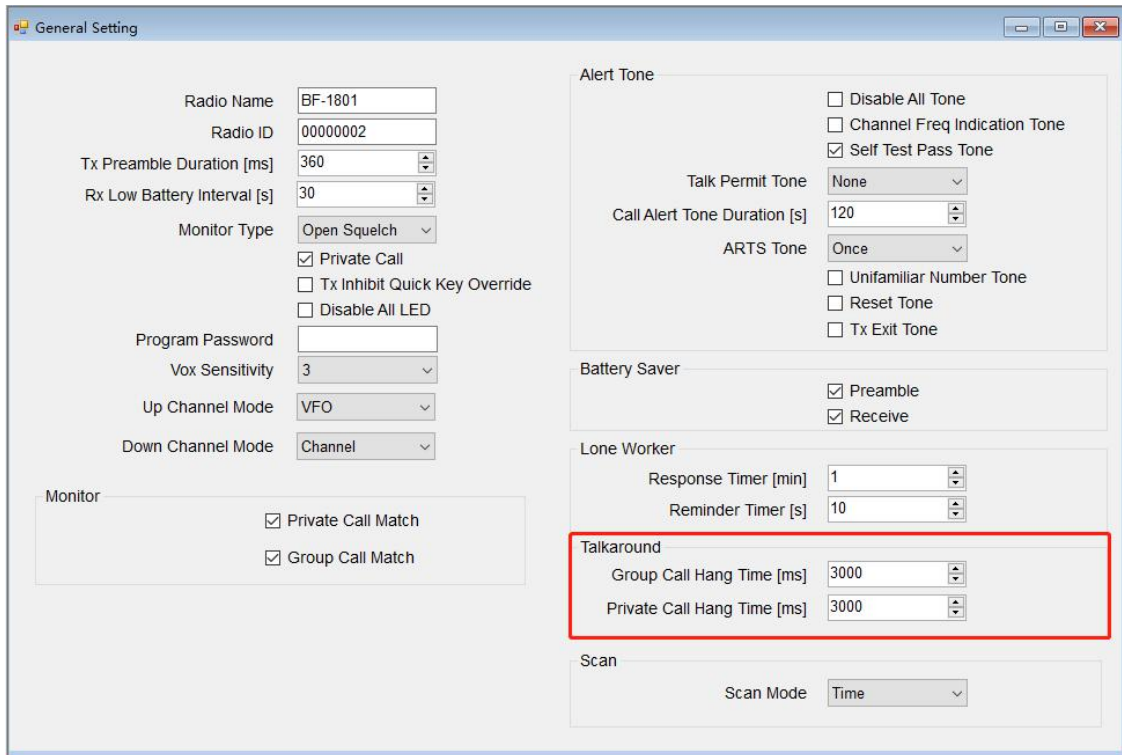 General Setting
Radio Name BF-1801
Radio ID 00000002
Tx Preamble Duration [ms] 360
Rx Low Battery Interval [s] 30
Monitor Type Open Squelch
Private Call
Tx Inhibit Quick Key Override
Disable All LED
Program Password
Vox Sensitivity 3
Up Channel Mode VFO
Down Channel Mode Channel
Monitor
Private Call Match
Group Call Match
Alert Tone
Disable All Tone
Channel Freq Indication Tone
Self Test Pass Tone
Talk Permit Tone None
Call Alert Tone Duration [s] 120
ARTS Tone Once
Unifamiliar Number Tone
Reset Tone
Tx Exit Tone
Battery Saver
Preamble
Receive
Lone Worker
Response Timer [min] 1
Reminder Timer [s] 10
Talkaround
Group Call Hang Time [ms] 3000
Private Call Hang Time [ms] 3000
Scan
Scan Mode Time